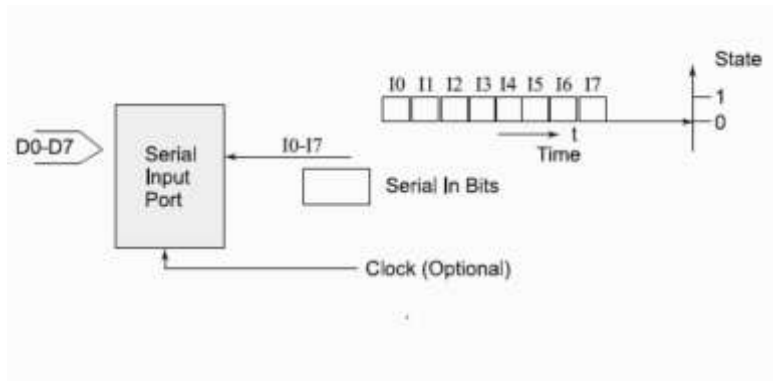 State
I0 I1 I2 I3 I4 I5 I6 I7
1
0
t
Time
D0-D7
I0-I7
Serial
Input
Port
Serial In Bits
Clock (Optional)